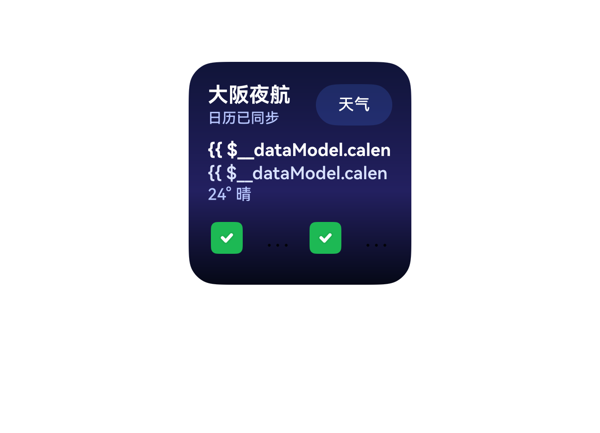 大阪夜航
天气
日历已同步
{{ $__dataModel.calen
{{ $__dataModel.calen
24° 晴
... ...